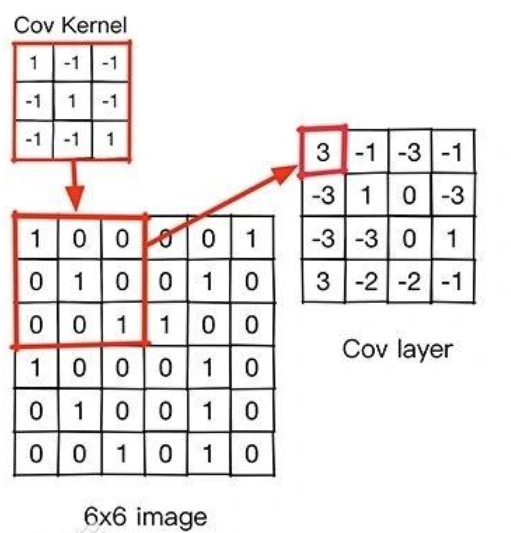 Cov Kernel
1 -1 -1
-1 1 -1
-1 -1 1
3 -1 -3 -1
-3 1 0 -3
-3 -3 0 1
3 -2 -2 -1
Cov layer
1 0 0 0 0 1
0 1 0 0 1 0
0 0 1 1 0 0
1 0 0 0 1 0
0 1 0 0 1 0
0 0 1 0 1 0
6x6 image